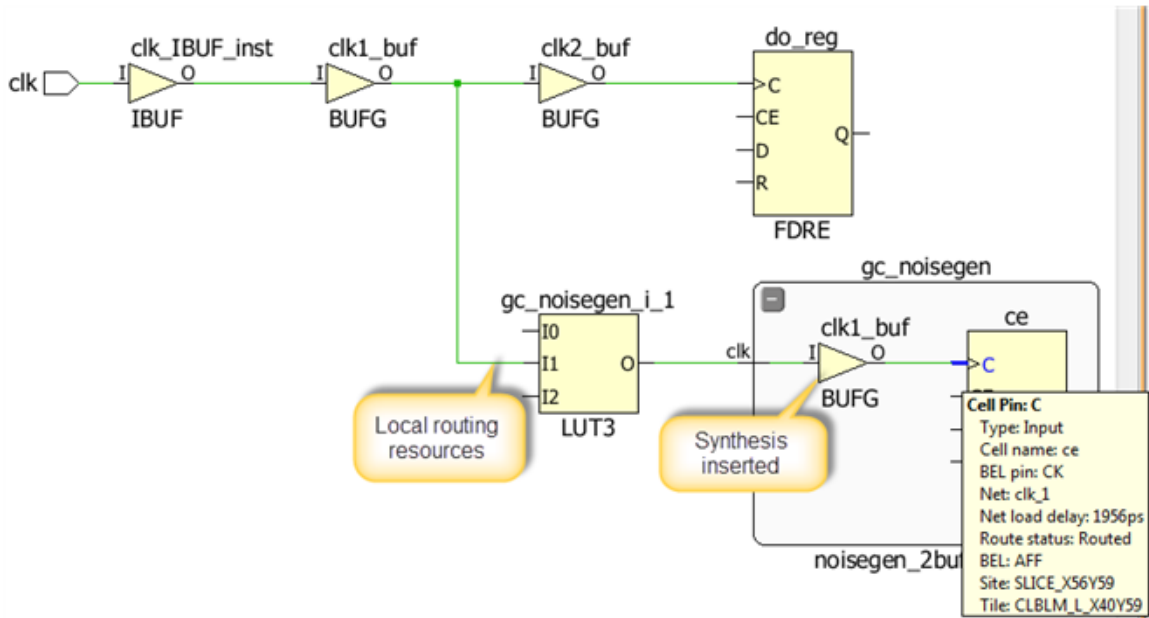 clk_IBUF_inst clk1_buf clk2_buf do_reg
clk I O I O I O C
IBUF BUFG BUFG CE
D Q
R
FDRE
gc_noisegen
gc_noisegen_i_1
I0 clk1_buf ce
I1 O clk I O C
I2 BUFG
LUT3
Local routing
resources
Synthesis
inserted
Cell Pin: C
Type: Input
Cell name: ce
BEL pin: CK
Net: clk_1
Net load delay: 1956ps
Route status: Routed
BEL: AFF
Site: SLICE_X56Y59
Tile: CLBLM_L_X40Y59
noisegen_2buf